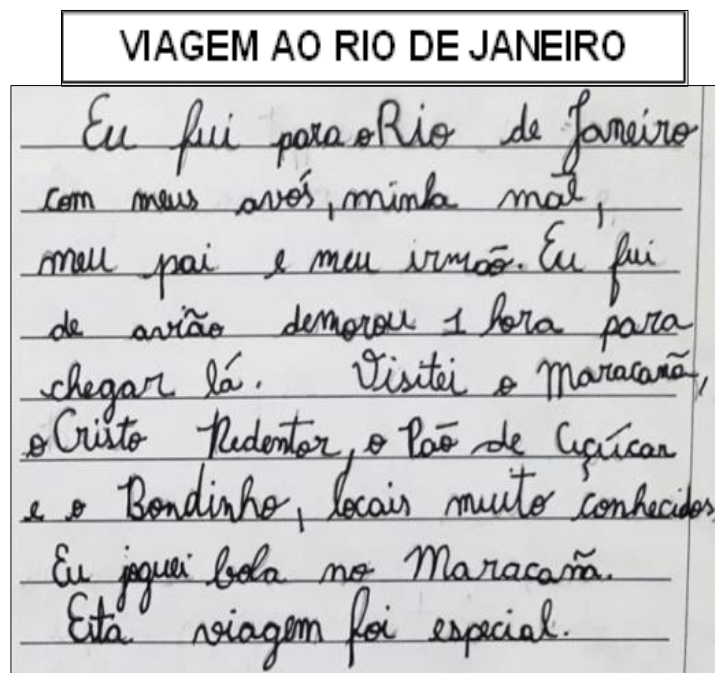 VIAGEM AO RIO DE JANEIRO
Eu fui para o Rio de Janeiro
com meus avós, minha mãe,
meu pai e meu irmão. Eu fui
de avião demorou 1 hora para
chegar lá. Visitei o Maracanã,
o Cristo Redentor, o Pão de Açúcar
e o Bondinho, locais muito conhecidos.
Eu joguei bola no Maracanã.
Esta viagem foi especial.